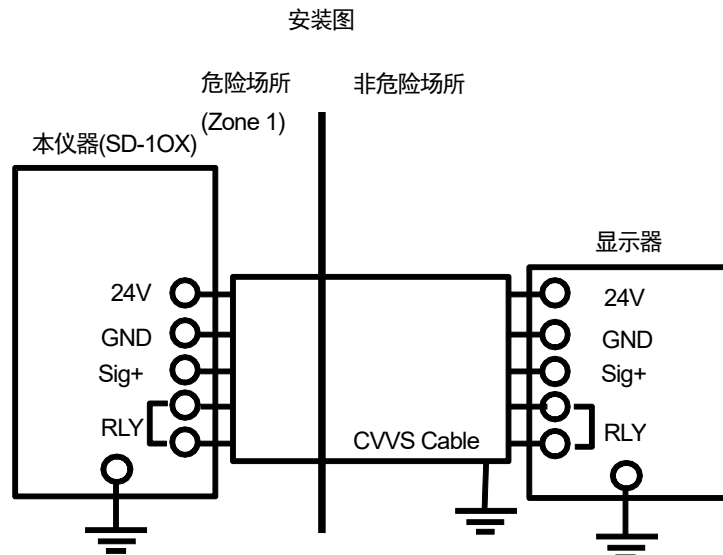 安装图
危险场所
(Zone 1)
非危险场所
本仪器(SD-1OX)
显示器
24V
GND
Sig+
RLY
CVVS Cable
24V
GND
Sig+
RLY